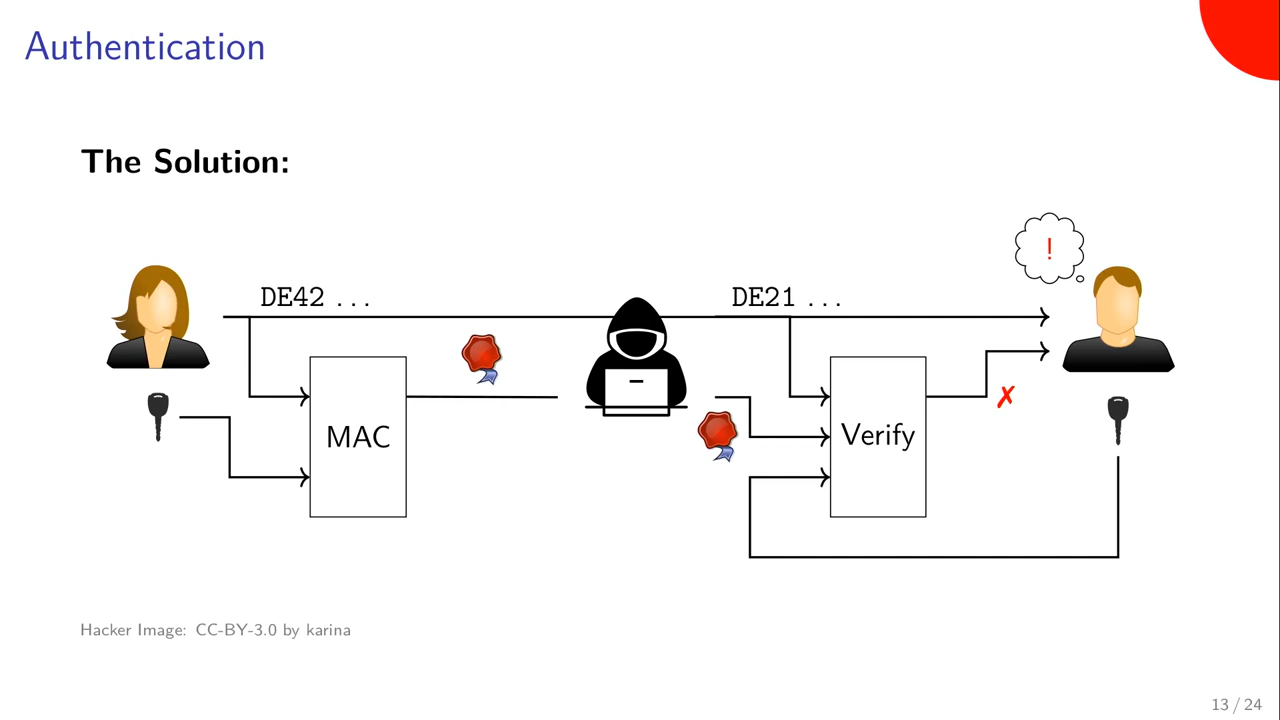 Authentication
The Solution:
!
DE42 ...
DE21 ...
✗
MAC
Verify
Hacker Image: CC-BY-3.0 by karina
13 / 24